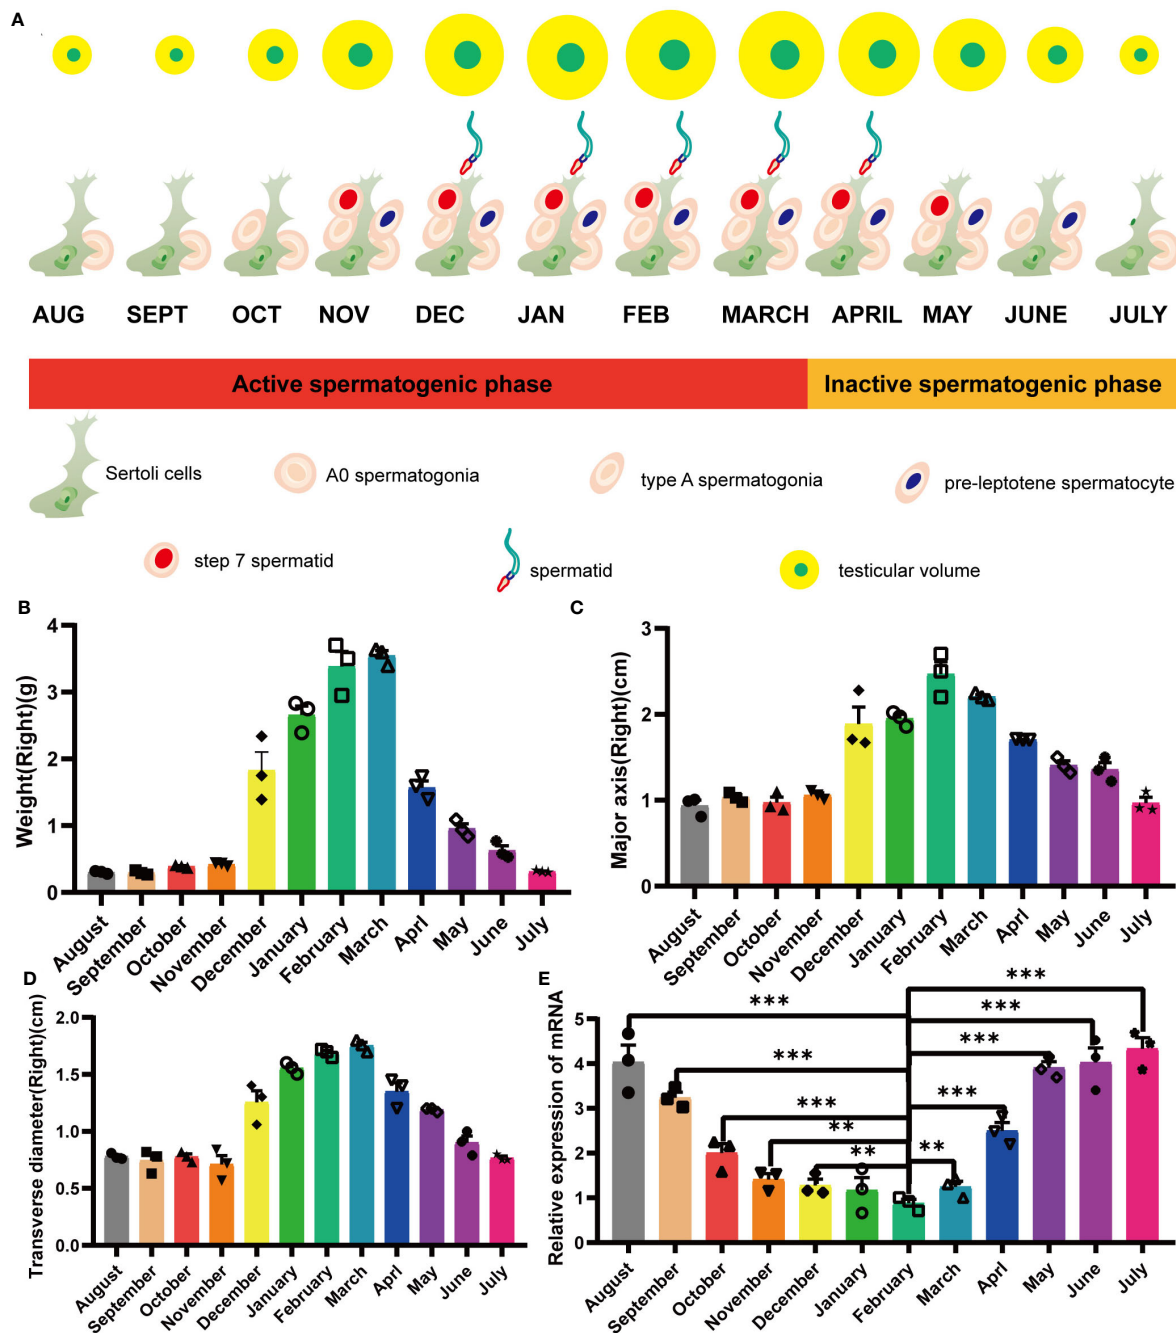 A
AUG SEPT OCT NOV DEC JAN FEB MARCH APRIL MAY JUNE JULY
Active spermatogenic phase Inactive spermatogenic phase
Sertoli cells A0 spermatogonia type A spermatogonia pre-leptotene spermatocyte
step 7 spermatid spermatid testicular volume
B
Weight(Right)(g)
4
3
2
1
0
August September October November December January February March Aprl May June July
C
Major axis(Right)(cm)
3
2
1
0
August September October November December January February March Aprl May June July
D
Transverse diameter(Right)(cm)
2.0
1.5
1.0
0.5
0.0
August September October November December January February March Aprl May June July
E
Relative expression of mRNA
5
4
3
2
1
0
*** ***
***
*** ***
*** ***
**
** **
August September October November December January February March Aprl May June July